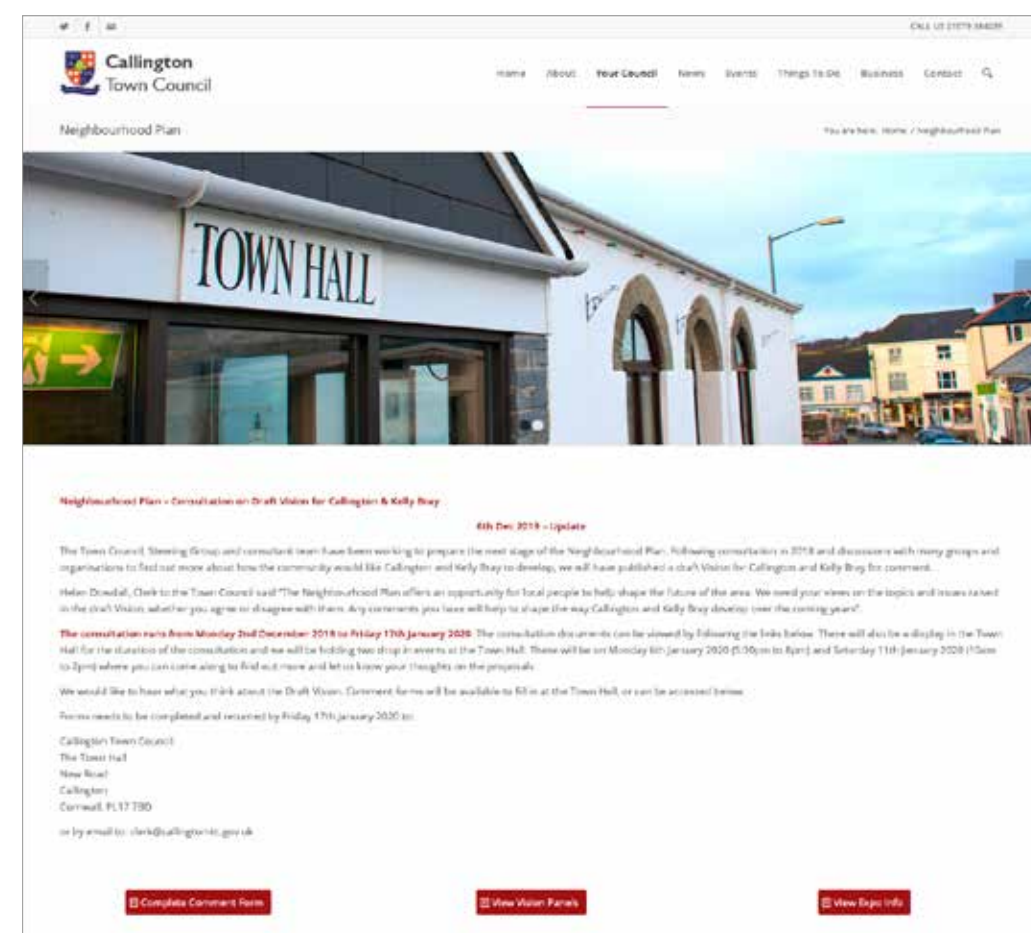 CALL US 01579 384039
Callington
Town Council
Home About Your Council News Events Things To Do Business Contact
Neighbourhood Plan
You are here: Home / Neighbourhood Plan
TOWN HALL
Neighbourhood Plan – Consultation on Draft Vision for Callington & Kelly Bray
6th Dec 2019 – Update
The Town Council, Steering Group and consultant team have been working to prepare the next stage of the Neighbourhood Plan. Following consultation in 2018 and discussions with many groups and
organisations to find out more about how the community would like Callington and Kelly Bray to develop, we will have published a draft Vision for Callington and Kelly Bray for comment.
Helen Dowdall, Clerk to the Town Council said "The Neighbourhood Plan offers an opportunity for local people to help shape the future of the area. We need your views on the topics and issues raised
in the draft Vision, whether you agree or disagree with them. Any comments you have will help to shape the way Callington and Kelly Bray develop over the coming years".
The consultation runs from Monday 2nd December 2019 to Friday 17th January 2020. The consultation documents can be viewed by following the links below. There will also be a display in the Town
Hall for the duration of the consultation and we will be holding two drop in events at the Town Hall. These will be on Monday 6th January 2020 (5:30pm to 8pm) and Saturday 11th January 2020 (10am
to 2pm) where you can come along to find out more and let us know your thoughts on the proposals.
We would like to hear what you think about the Draft Vision. Comment forms will be available to fill in at the Town Hall, or can be accessed below.
Forms needs to be completed and returned by Friday 17th January 2020 to:
Callington Town Council
The Town Hall
New Road
Callington
Cornwall, PL17 7BD
or by email to: clerk@callingtontc.gov.uk
Complete Comment Form
View Vision Panels
View Expo Info